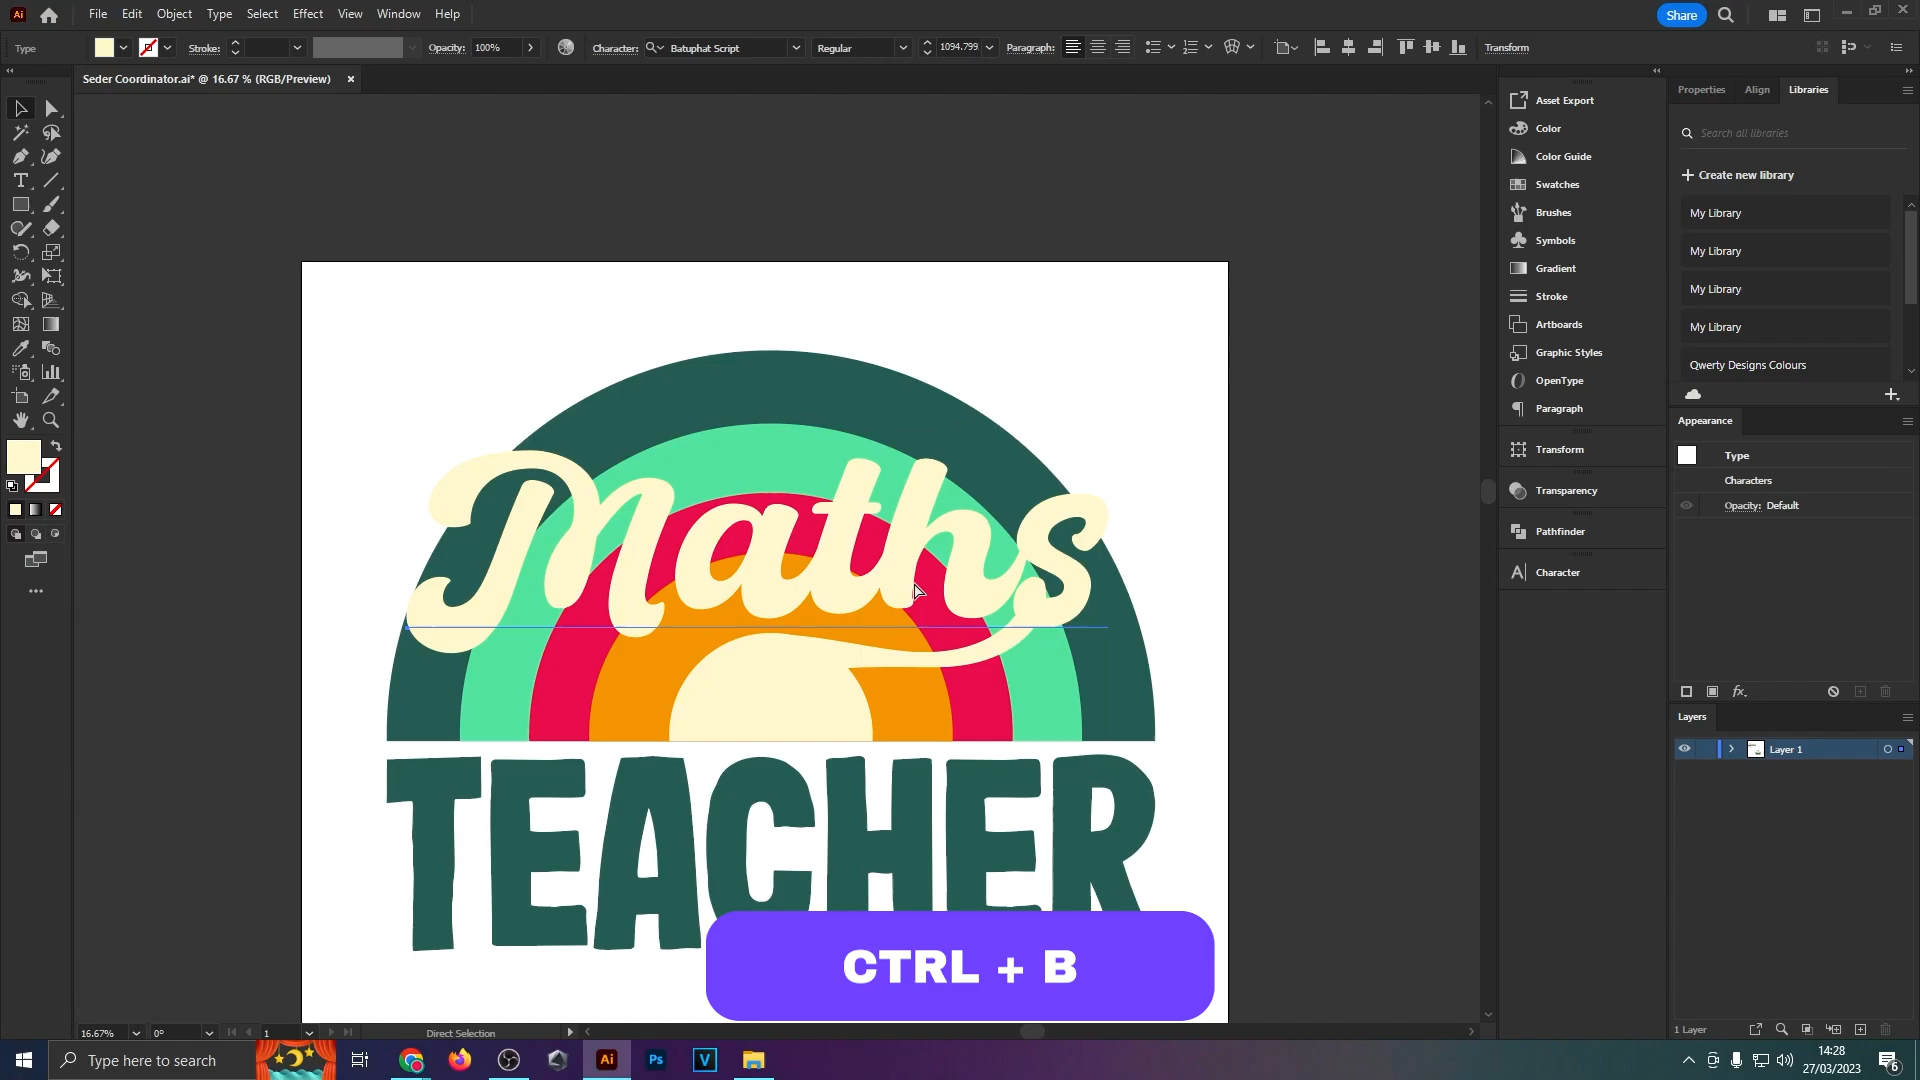 Ai File Edit Object Type Select Effect View Window Help Share
Type Stroke: Opacity: 100% Character: Batuphat Script Regular 1094.799 Paragraph: Transform
Seder Coordinator.ai* @ 16.67 % (RGB/Preview) ×
Asset Export
Color
Color Guide
Swatches
Brushes
Symbols
Gradient
Stroke
Artboards
Graphic Styles
OpenType
Paragraph
Transform
Transparency
Pathfinder
Character
Properties Align Libraries
Search all libraries
Create new library
My Library
My Library
My Library
My Library
Qwerty Designs Colours
Appearance
Type
Characters
Opacity: Default
fx
Layers
Layer 1
1 Layer
Maths
TEACHER
CTRL + B
16.67% 0° 1 Direct Selection
Type here to search
Ai Ps V
14:28
27/03/2023
6